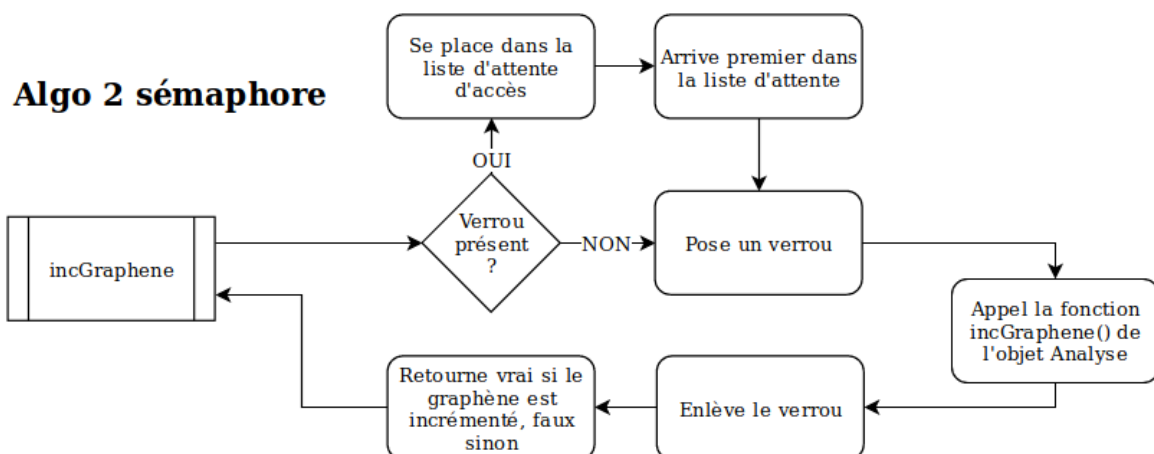 Algo 2 sémaphore
Se place dans la
liste d'attente
d'accès
Arrive premier dans
la liste d'attente
OUI
incGraphene
Verrou
présent
?
NON
Pose un verrou
Appel la fonction
incGraphene() de
l'objet Analyse
Enlève le verrou
Retourne vrai si le
graphène est
incrémenté, faux
sinon